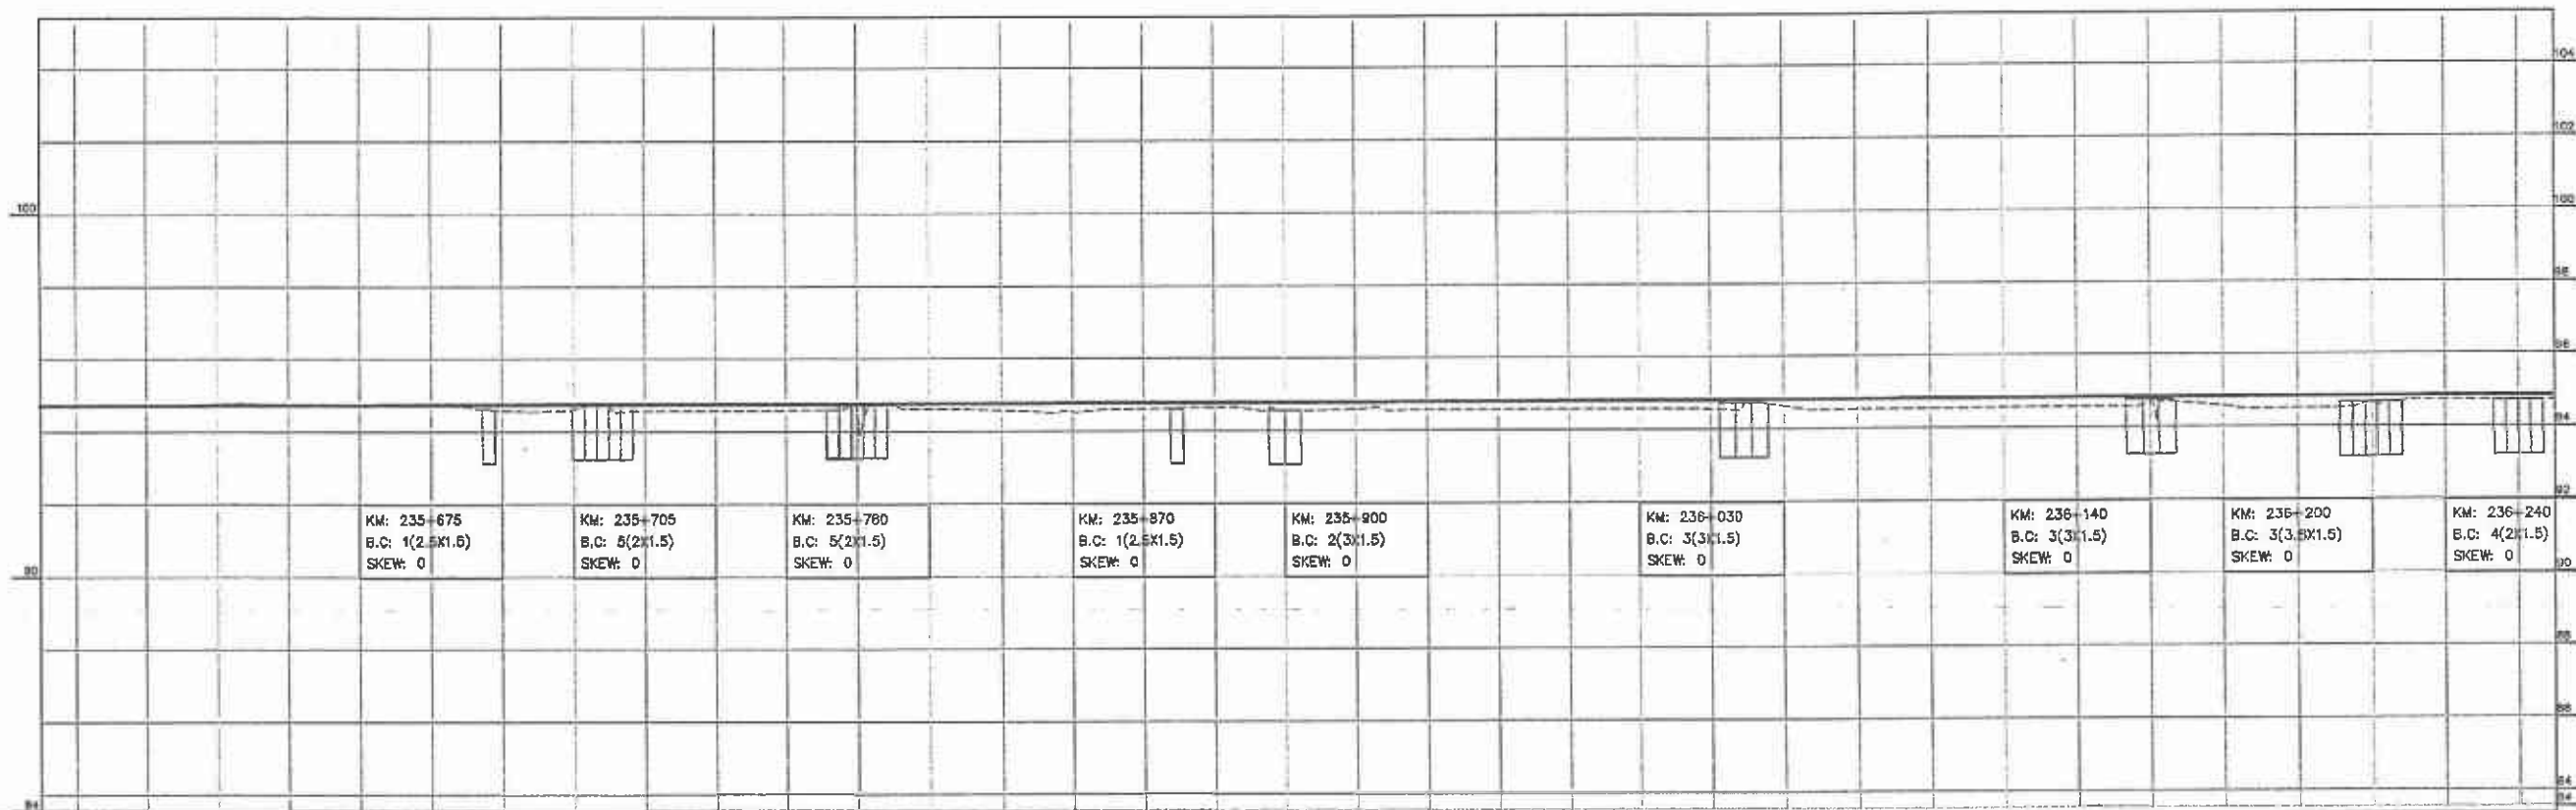 104
102
100
100
98
96
94
92
KM: 235+675
B.C: 1(2.5X1.5)
SKEW: 0
KM: 235+705
B.C: 5(2X1.5)
SKEW: 0
KM: 235+760
B.C: 5(2X1.5)
SKEW: 0
KM: 235+870
B.C: 1(2.5X1.5)
SKEW: 0
KM: 235+900
B.C: 2(3X1.5)
SKEW: 0
KM: 236+030
B.C: 3(3X1.5)
SKEW: 0
KM: 236+140
B.C: 3(3X1.5)
SKEW: 0
KM: 236+200
B.C: 3(3.5X1.5)
SKEW: 0
KM: 236+240
B.C: 4(2X1.5)
SKEW: 0
90
90
88
84
84